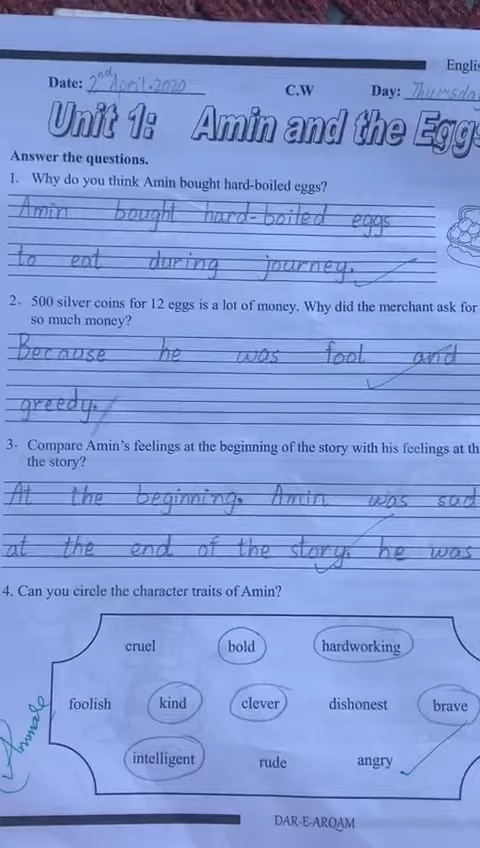 Englis
Date: 2nd April. 2020 C.W Day: Thursday
Unit 1: Amin and the Eggs
Answer the questions.
1. Why do you think Amin bought hard-boiled eggs?
Amin bought hard-boiled eggs
to eat during journey.
2. 500 silver coins for 12 eggs is a lot of money. Why did the merchant ask for
so much money?
Because he was fool and
greedy.
3. Compare Amin's feelings at the beginning of the story with his feelings at th
the story?
At the beginning. Amin was sad
at the end of the story. he was
4. Can you circle the character traits of Amin?
cruel bold hardworking
foolish kind clever dishonest brave
intelligent rude angry
DAR-E-ARQAM